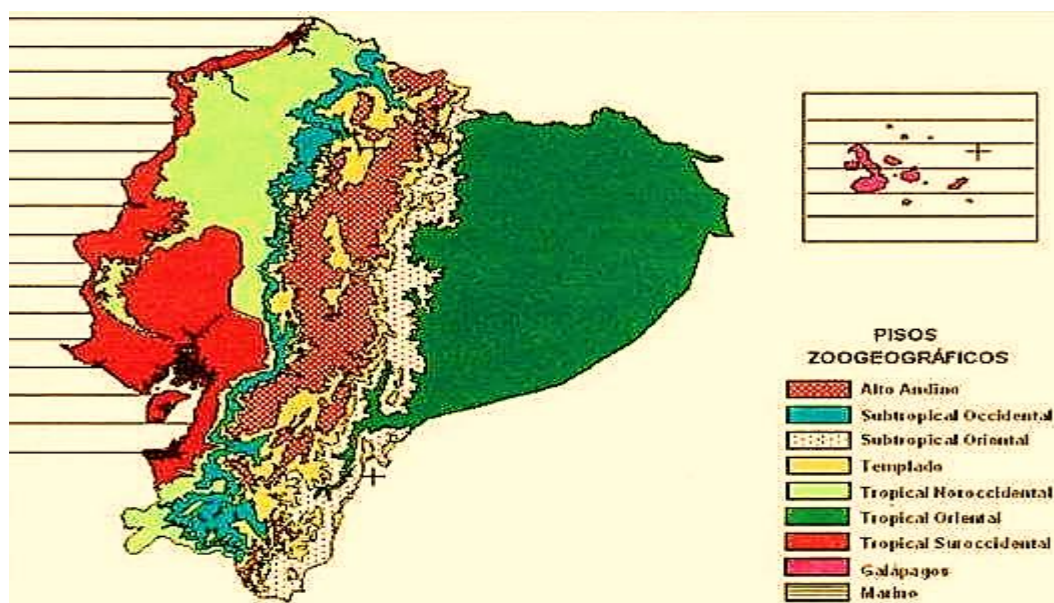 PISOS
ZOOGEOGRÁFICOS
Alto Andino
Subtropical Occidental
Subtropical Oriental
Templado
Tropical Noroccidental
Tropical Oriental
Tropical Suroccidental
Galápagos
Marino